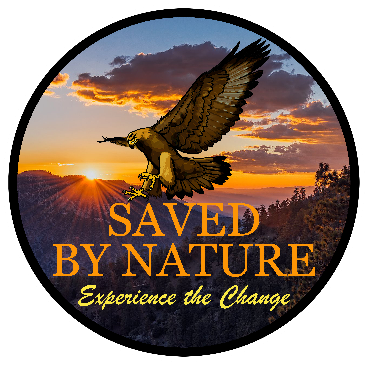 SAVED
BY NATURE
Experience the Change